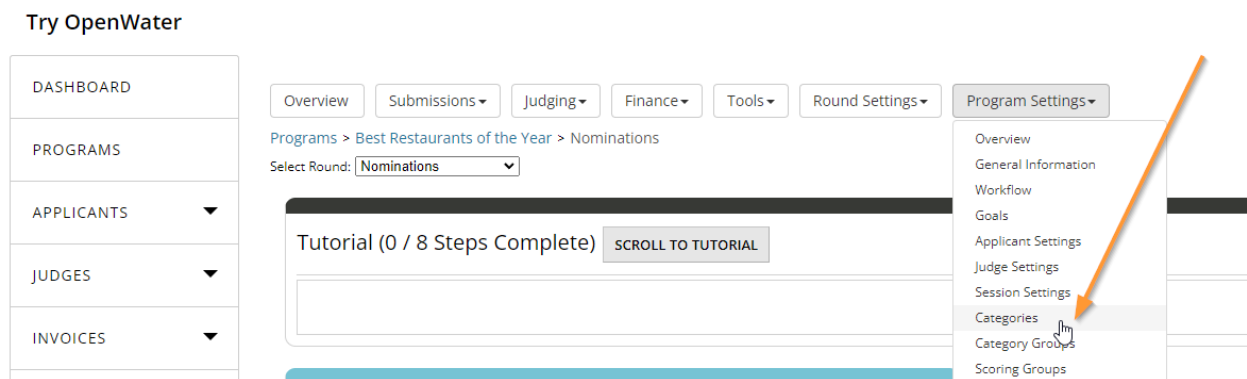 Try OpenWater
DASHBOARD
PROGRAMS
APPLICANTS
JUDGES
INVOICES
Overview Submissions Judging Finance Tools Round Settings Program Settings
Programs > Best Restaurants of the Year > Nominations
Select Round: Nominations
Tutorial (0 / 8 Steps Complete) SCROLL TO TUTORIAL
Overview
General Information
Workflow
Goals
Applicant Settings
Judge Settings
Session Settings
Categories
Category Groups
Scoring Groups